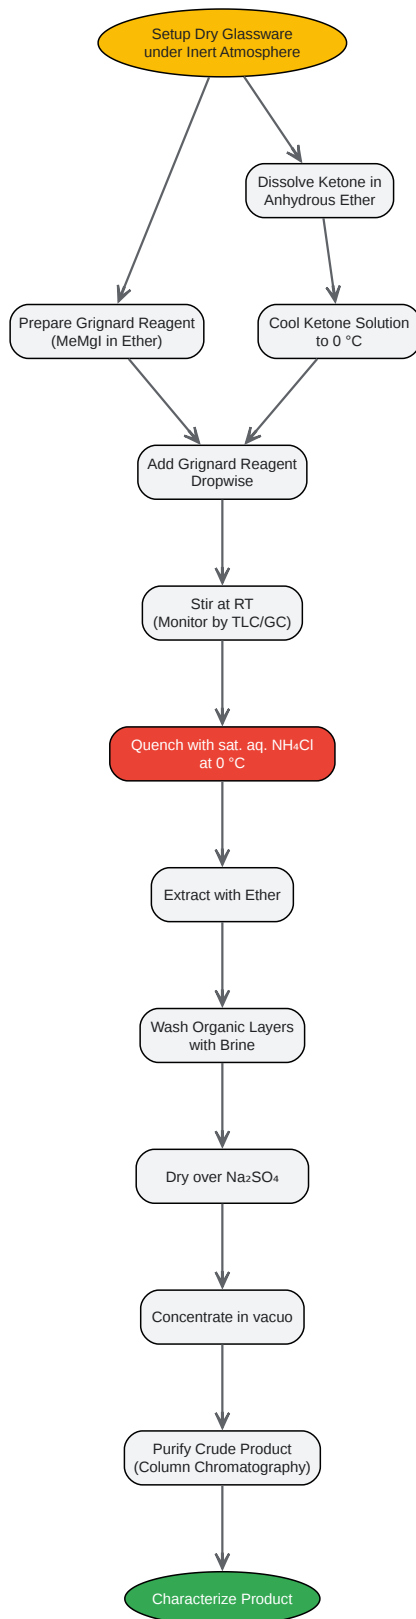 Setup Dry Glassware
under Inert Atmosphere
Dissolve Ketone in
Anhydrous Ether
Prepare Grignard Reagent
(MeMgI in Ether)
Cool Ketone Solution
to 0 °C
Add Grignard Reagent
Dropwise
Stir at RT
(Monitor by TLC/GC)
Quench with sat. aq. NH₄Cl
at 0 °C
Extract with Ether
Wash Organic Layers
with Brine
Dry over Na₂SO₄
Concentrate in vacuo
Purify Crude Product
(Column Chromatography)
Characterize Product